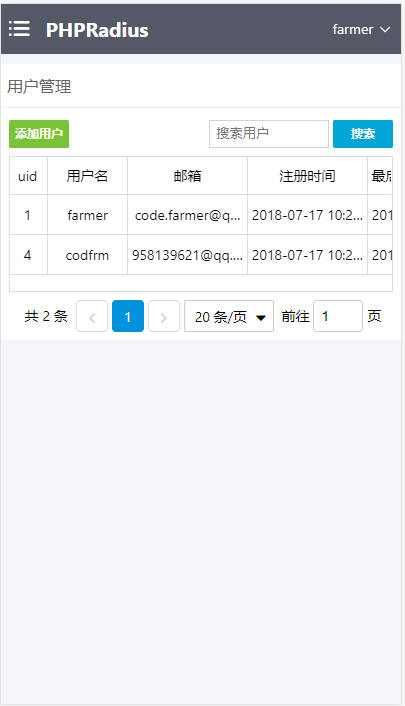 PHPRadius farmer
用户管理
添加用户 搜索用户 搜索
uid 用户名 邮箱 注册时间
1 farmer code.farmer@q... 2018-07-17 10:2... 201
4 codfrm 958139621@qq.... 2018-07-17 10:2... 201
共 2 条 1 20 条/页 前往 1 页